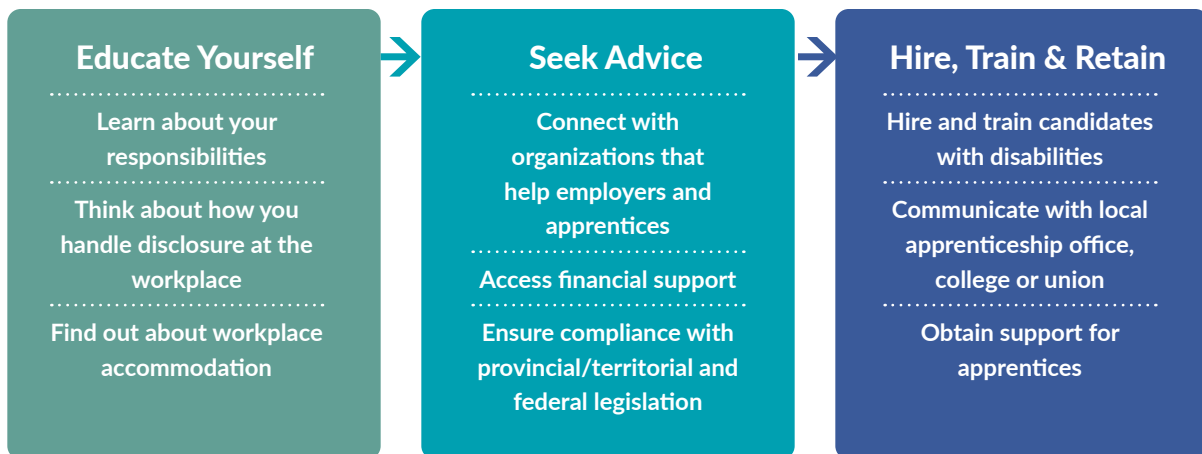 Educate Yourself
Learn about your
responsibilities
Think about how you
handle disclosure at the
workplace
Find out about workplace
accommodation
Seek Advice
Connect with
organizations that
help employers and
apprentices
Access financial support
Ensure compliance with
provincial/territorial and
federal legislation
Hire, Train & Retain
Hire and train candidates
with disabilities
Communicate with local
apprenticeship office,
college or union
Obtain support for
apprentices